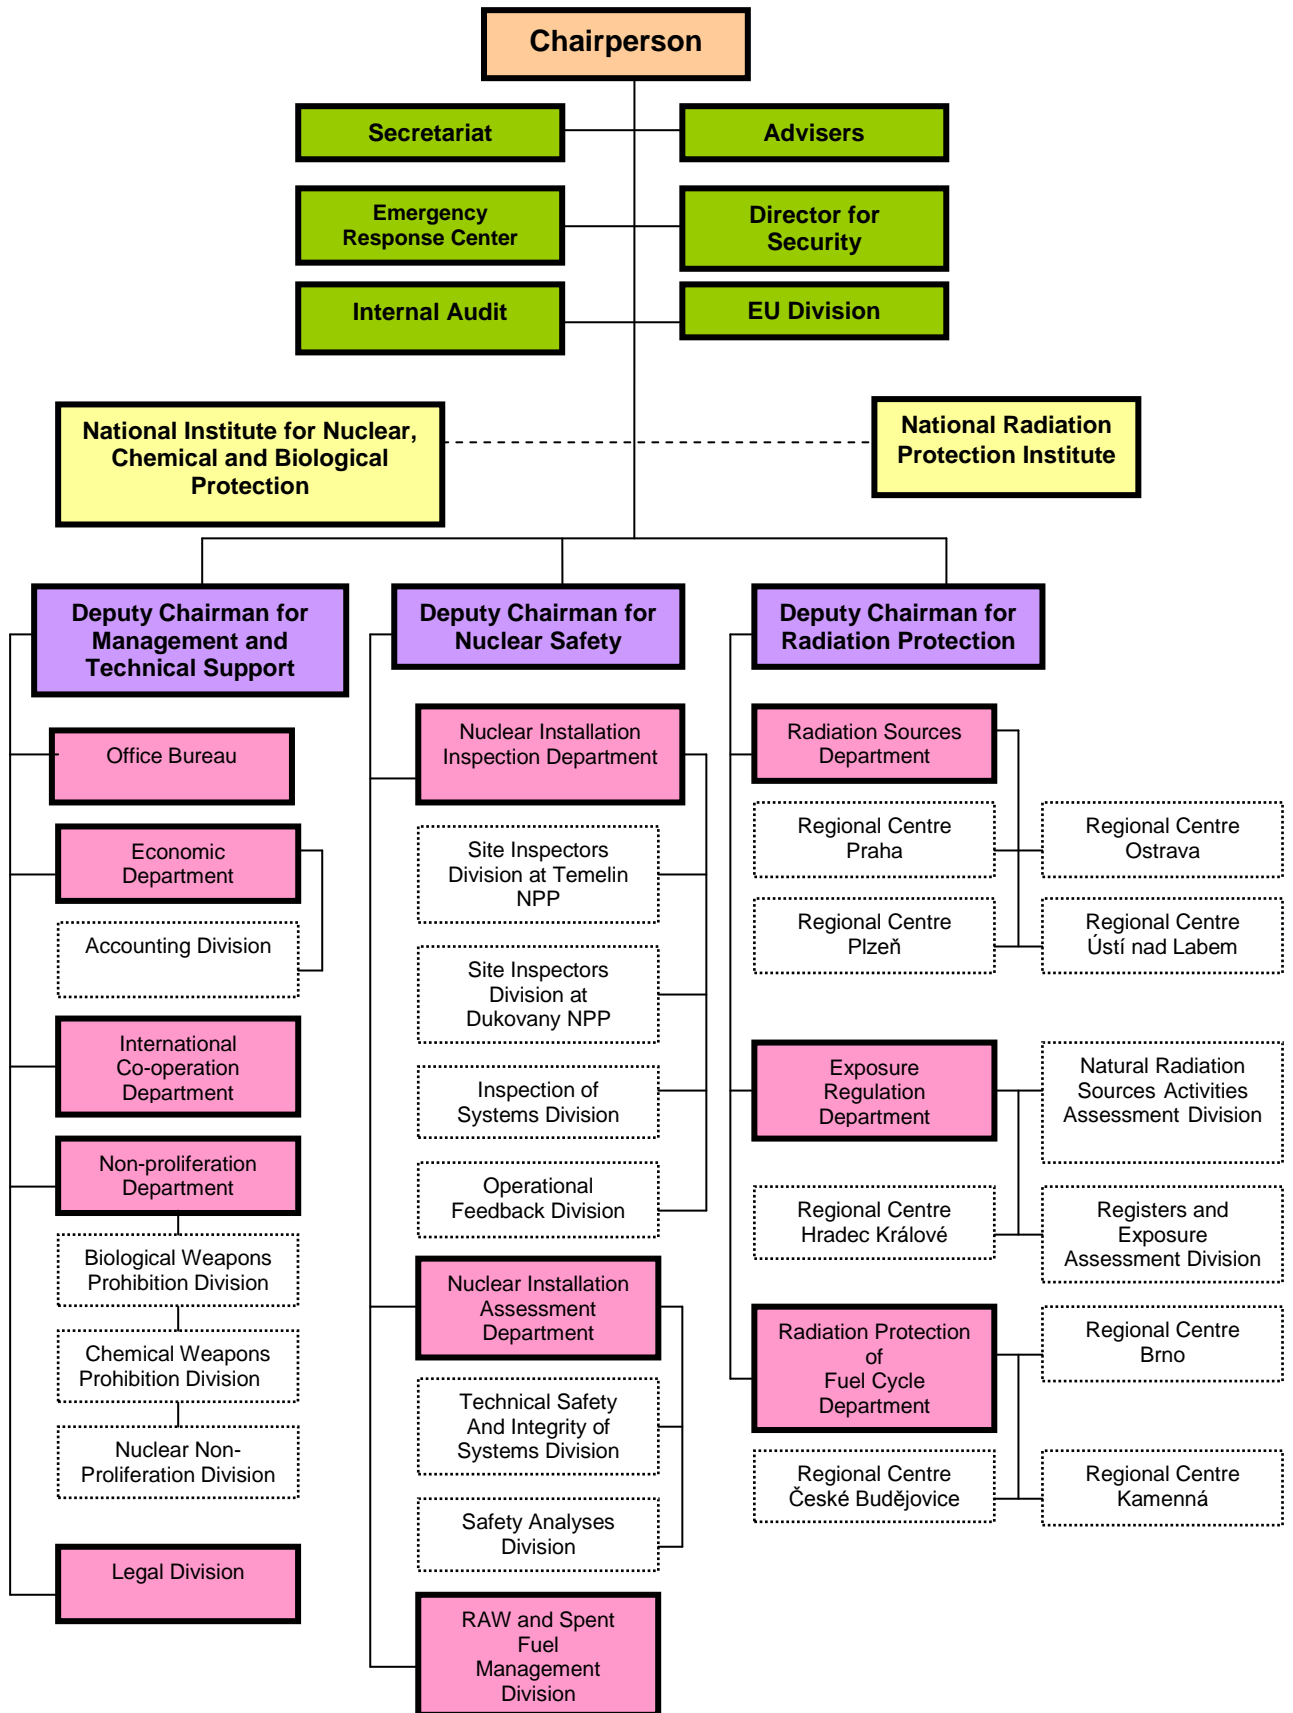 Chairperson
Secretariat
Advisers
Emergency
Response Center
Director for
Security
Internal Audit
EU Division
National Institute for Nuclear,
Chemical and Biological
Protection
National Radiation
Protection Institute
Deputy Chairman for
Management and
Technical Support
Office Bureau
Economic
Department
Accounting Division
International
Co-operation
Department
Non-proliferation
Department
Biological Weapons
Prohibition Division
Chemical Weapons
Prohibition Division
Nuclear Non-
Proliferation Division
Legal Division
Deputy Chairman for
Nuclear Safety
Nuclear Installation
Inspection Department
Site Inspectors
Division at Temelin
NPP
Site Inspectors
Division at
Dukovany NPP
Inspection of
Systems Division
Operational
Feedback Division
Nuclear Installation
Assessment
Department
Technical Safety
And Integrity of
Systems Division
Safety Analyses
Division
RAW and Spent
Fuel
Management
Division
Deputy Chairman for
Radiation Protection
Radiation Sources
Department
Regional Centre
Praha
Regional Centre
Ostrava
Regional Centre
Plzeň
Regional Centre
Ústí nad Labem
Exposure
Regulation
Department
Natural Radiation
Sources Activities
Assessment Division
Regional Centre
Hradec Králové
Registers and
Exposure
Assessment Division
Radiation Protection
of
Fuel Cycle
Department
Regional Centre
Brno
Regional Centre
České Budějovice
Regional Centre
Kamenná